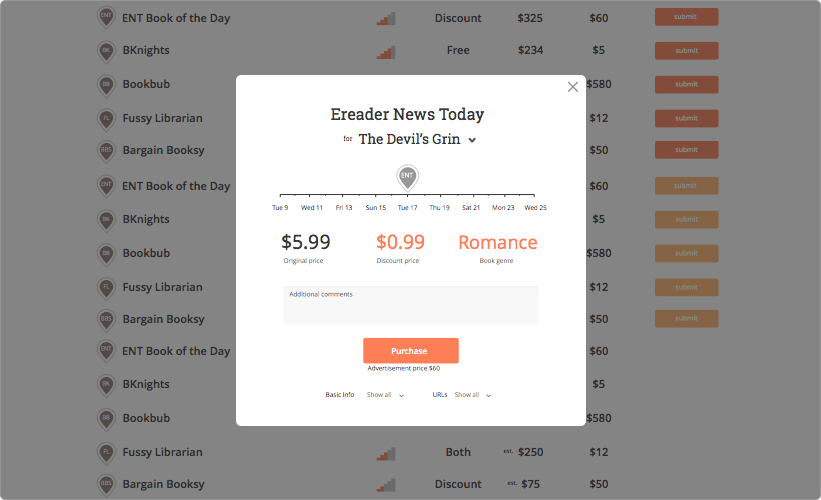 ENT ENT Book of the Day Discount $325 $60 submit
BK BKnights Free $234 $5 submit
BB Bookbub $580 submit
FL Fussy Librarian $12 submit
BBS Bargain Booksy $50 submit
ENT ENT Book of the Day $60 submit
BK BKnights $5 submit
BB Bookbub $580 submit
FL Fussy Librarian $12 submit
BBS Bargain Booksy $50 submit
ENT ENT Book of the Day $60
BK BKnights $5
BB Bookbub $580
FL Fussy Librarian Both est. $250 $12
BBS Bargain Booksy Discount est. $75 $50
Ereader News Today
for The Devil's Grin
ENT
Tue 9 Wed 11 Fri 13 Sun 15 Tue 17 Thu 19 Sat 21 Mon 23 Wed 25
$5.99 $0.99 Romance
Original price Discount price Book genre
Additional comments
Purchase
Advertisement price $60
Basic Info Show all URLs Show all